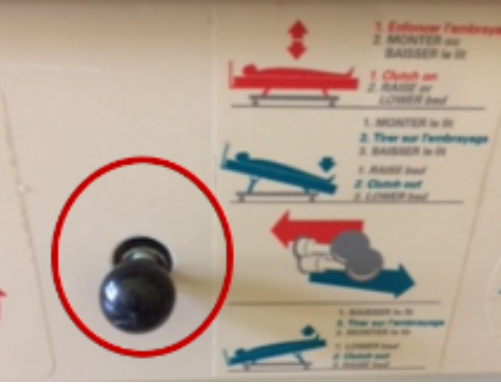 1. Enfoncer l'embraya
2. MONTER ou
BAISSER le lit
1. Clutch on
2. RAISE or
LOWER bed
1. MONTER le lit
2. Tirer sur l'embrayage
3. BAISSER le lit
1. RAISE bed
2. Clutch out
3. LOWER bed
1. BAISSER le lit
2. Tirer sur l'embrayage
3. MONTER le lit
1. LOWER bed
2. Clutch out
3. RAISE bed